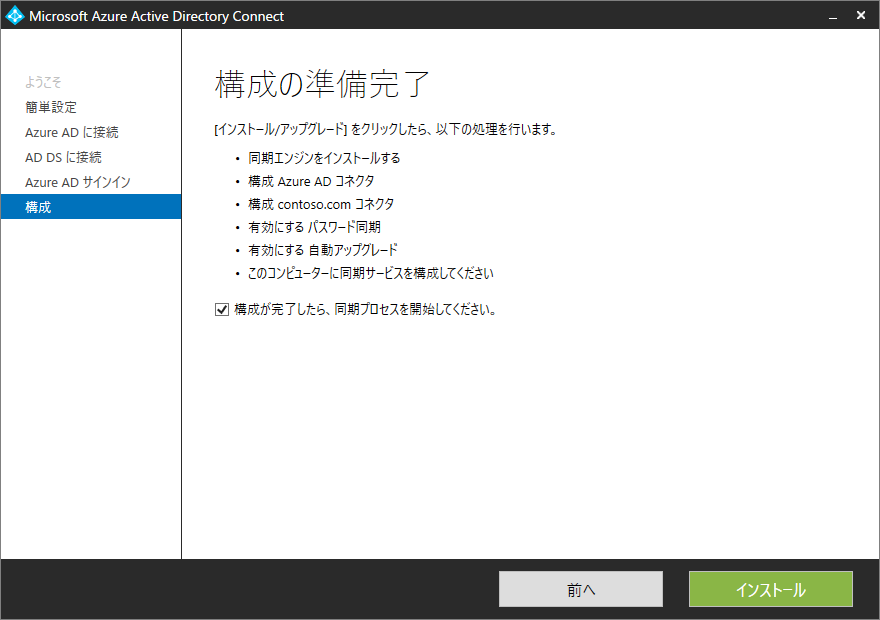 Microsoft Azure Active Directory Connect
ようこそ
簡単設定
Azure AD に接続
AD DS に接続
Azure AD サインイン
構成
構成の準備完了
[インストール/アップグレード] をクリックしたら、以下の処理を行います。
• 同期エンジンをインストールする
• 構成 Azure AD コネクタ
• 構成 contoso.com コネクタ
• 有効にする パスワード同期
• 有効にする 自動アップグレード
• このコンピューターに同期サービスを構成してください
構成が完了したら、同期プロセスを開始してください。
前へ
インストール